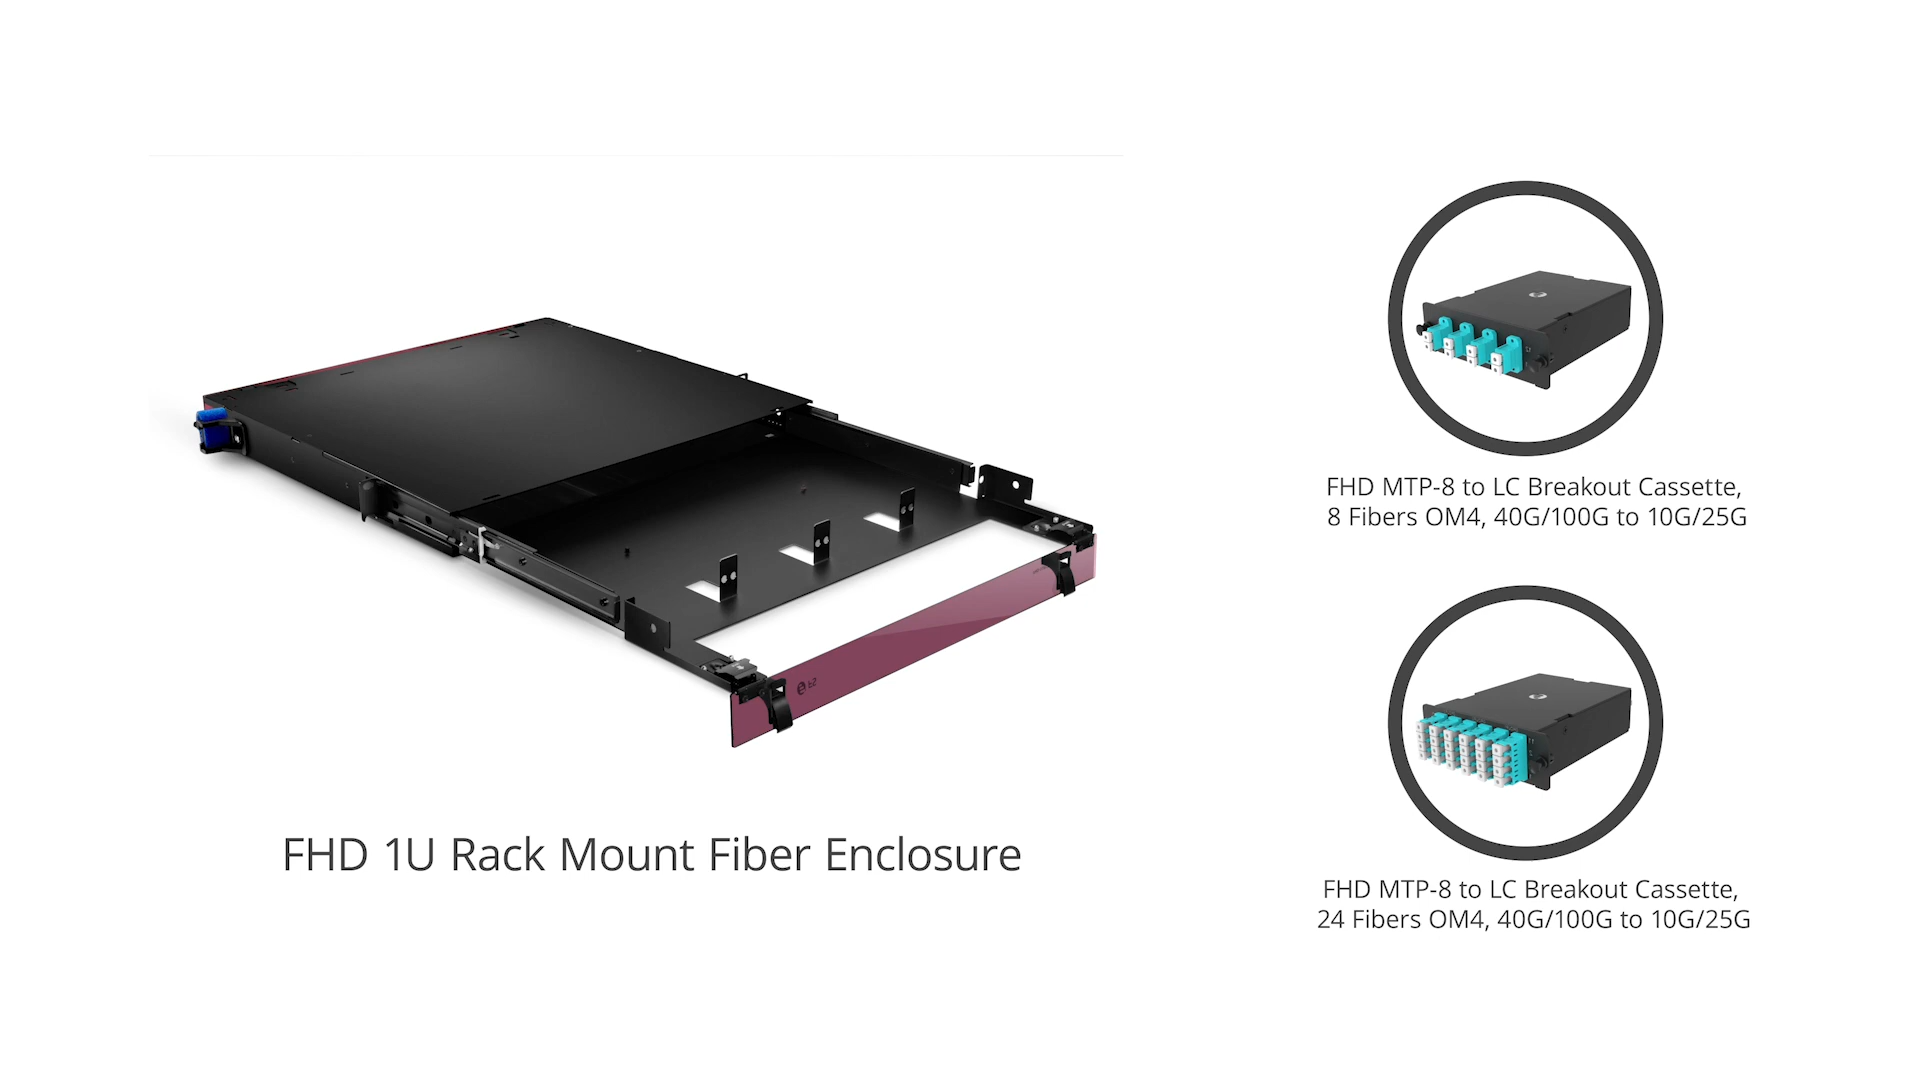 FHD 1U Rack Mount Fiber Enclosure
FHD MTP-8 to LC Breakout Cassette,
8 Fibers OM4, 40G/100G to 10G/25G
FHD MTP-8 to LC Breakout Cassette,
24 Fibers OM4, 40G/100G to 10G/25G